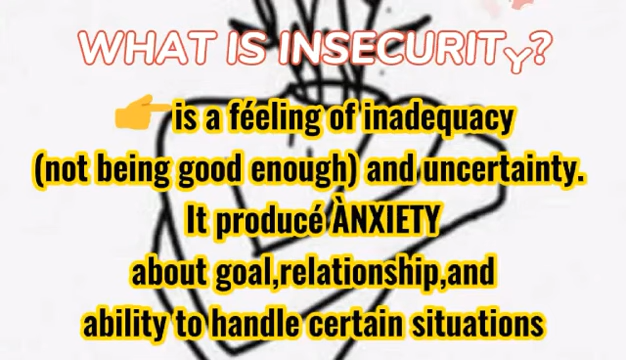 WHAT IS INSECURITY?
👉is a féeling of inadequacy
(not being good enough) and uncertainty.
It producé ÀNXIETY
about goal,relationship,and
ability to handle certain situations